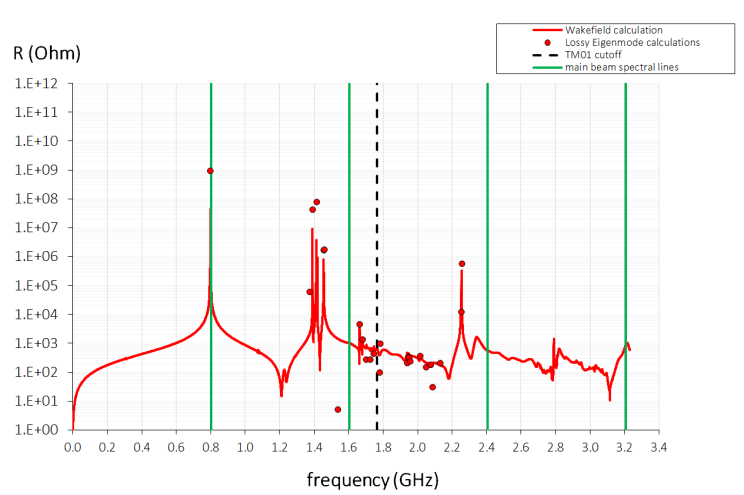 Wakefield calculation
Lossy Eigenmode calculations
TM01 cutoff
main beam spectral lines
R (Ohm)
1.E+12
1.E+11
1.E+10
1.E+09
1.E+08
1.E+07
1.E+06
1.E+05
1.E+04
1.E+03
1.E+02
1.E+01
1.E+00
0.0 0.2 0.4 0.6 0.8 1.0 1.2 1.4 1.6 1.8 2.0 2.2 2.4 2.6 2.8 3.0 3.2 3.4
frequency (GHz)